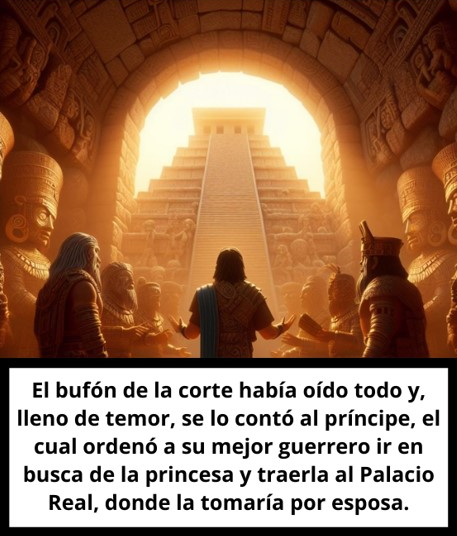 El bufón de la corte había oído todo y,
lleno de temor, se lo contó al príncipe, el
cual ordenó a su mejor guerrero ir en
busca de la princesa y traerla al Palacio
Real, donde la tomaría por esposa.